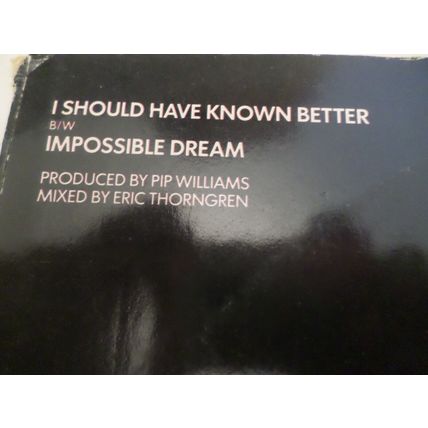 I SHOULD HAVE KNOWN BETTER
B/W
IMPOSSIBLE DREAM
PRODUCED BY PIP WILLIAMS
MIXED BY ERIC THORNGREN